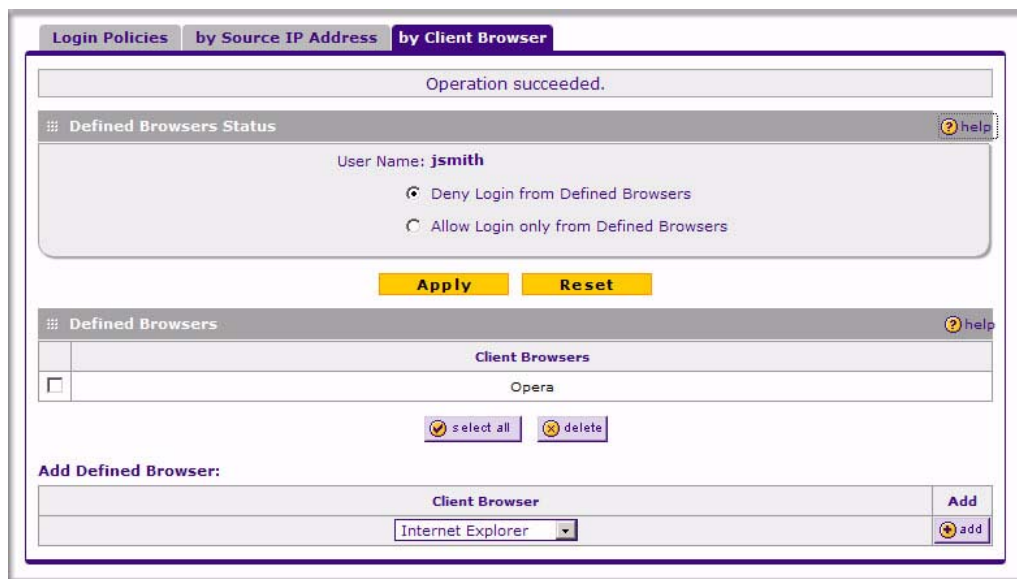 Login Policies by Source IP Address by Client Browser
Operation succeeded.
Defined Browsers Status help
User Name: jsmith
Deny Login from Defined Browsers
Allow Login only from Defined Browsers
Apply Reset
Defined Browsers help
Client Browsers
Opera
select all delete
Add Defined Browser:
Client Browser Add
Internet Explorer add